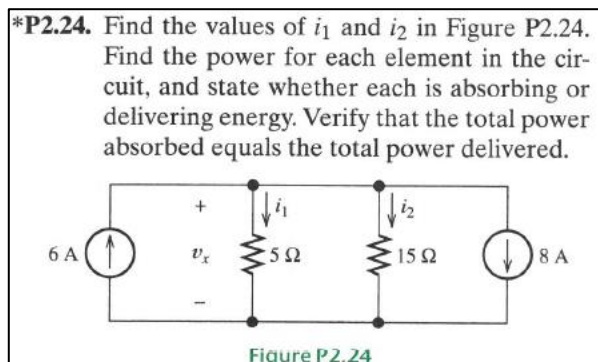 *P2.24. Find the values of i1 and i2 in Figure P2.24.
Find the power for each element in the cir-
cuit, and state whether each is absorbing or
delivering energy. Verify that the total power
absorbed equals the total power delivered.
+ i1 i2
6 A vx 5 Ω 15 Ω 8 A
−
Figure P2.24